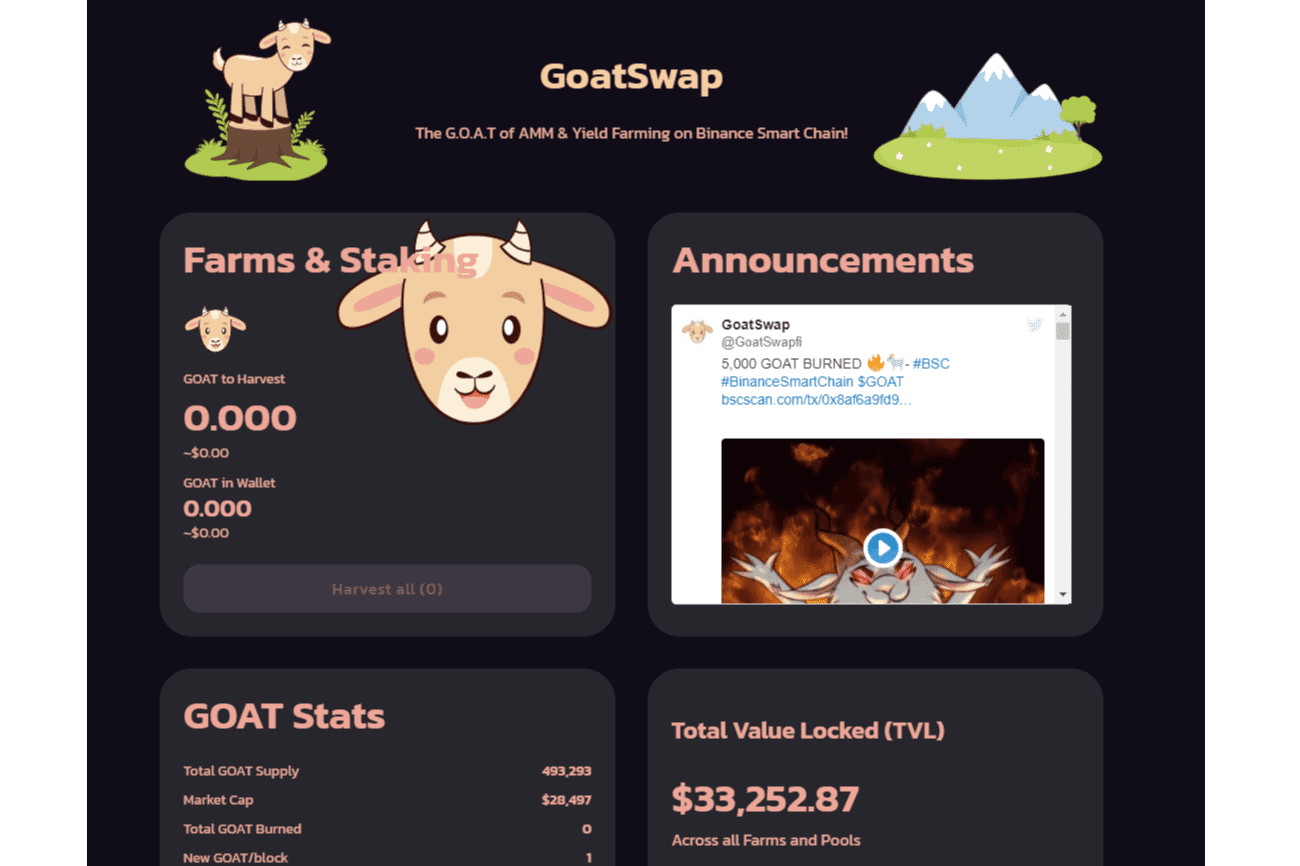 GoatSwap
The G.O.A.T of AMM & Yield Farming on Binance Smart Chain!
Farms & Staking
GOAT to Harvest
0.000
~$0.00
GOAT in Wallet
0.000
~$0.00
Harvest all (0)
Announcements
GoatSwap
@GoatSwapfi
5,000 GOAT BURNED 🔥🐐- #BSC
#BinanceSmartChain $GOAT
bscscan.com/tx/0x8af6a9fd9…
GOAT Stats
Total GOAT Supply 493,293
Market Cap $28,497
Total GOAT Burned 0
New GOAT/block 1
Total Value Locked (TVL)
$33,252.87
Across all Farms and Pools